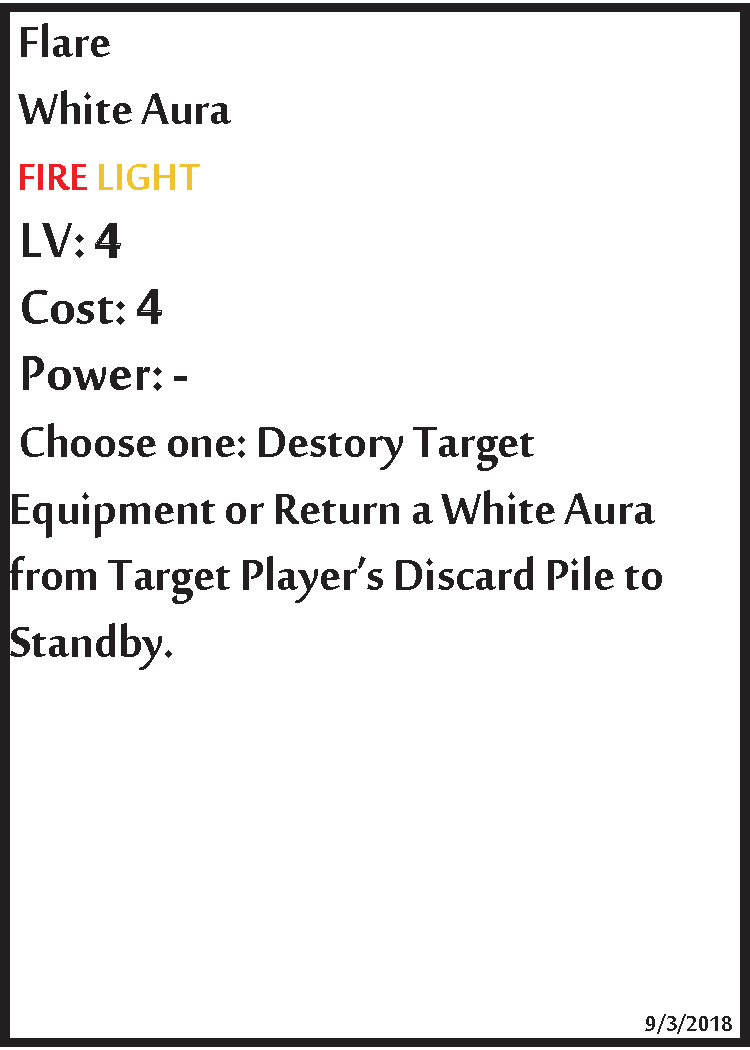 Flare
White Aura
FIRE LIGHT
LV: 4
Cost: 4
Power: -
Choose one: Destory Target
Equipment or Return a White Aura
from Target Player’s Discard Pile to
Standby.
9/3/2018